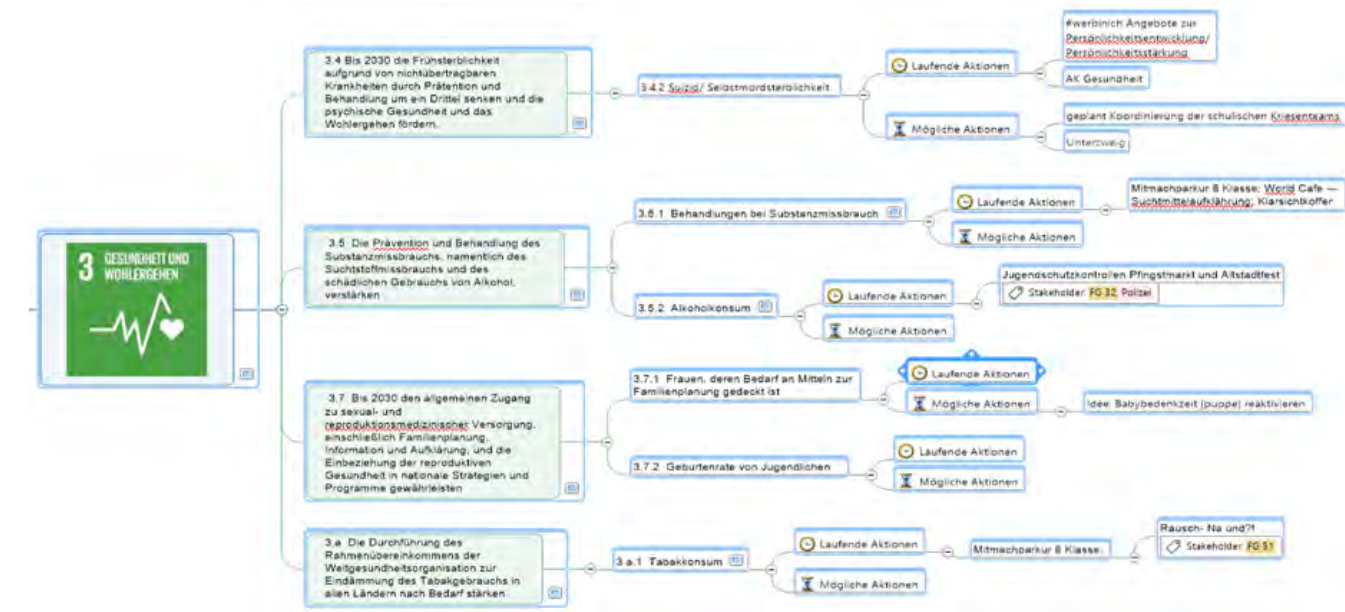 3 GESUNDHEIT UND
WOHLERGEHEN
3.4 Bis 2030 die Frühsterblichkeit
aufgrund von nichtübertragbaren
Krankheiten durch Prätention und
Behandlung um ein Drittel senken und die
psychische Gesundheit und das
Wohlergehen fördern.
3.4.2 Suizid/ Selbstmordsterblichkeit
Laufende Aktionen
#werbinich Angebote zur
Persönlichkeitsentwicklung/
Persönlichkeitsstärkung
AK Gesundheit
Mögliche Aktionen
geplant Koordinierung der schulischen Kriesenteams
Unterzweig
3.5 Die Prävention und Behandlung des
Substanzmissbrauchs, namentlich des
Suchtstoffmissbrauchs und des
schädlichen Gebrauchs von Alkohol,
verstärken
3.5.1 Behandlungen bei Substanzmissbrauch
Laufende Aktionen
Mitmachparkur 8 Klasse; World Cafe —
Suchtmittelaufklährung; Klarsichtkoffer
Mögliche Aktionen
3.5.2 Alkoholkonsum
Laufende Aktionen
Jugendschutzkontrollen Pfingstmarkt und Altstadtfest
Stakeholder FG 32, Polizei
Mögliche Aktionen
3.7 Bis 2030 den allgemeinen Zugang
zu sexual- und
reproduktionsmedizinischer Versorgung,
einschließlich Familienplanung,
Information und Aufklärung, und die
Einbeziehung der reproduktiven
Gesundheit in nationale Strategien und
Programme gewährleisten
3.7.1 Frauen, deren Bedarf an Mitteln zur
Familienplanung gedeckt ist
Laufende Aktionen
Mögliche Aktionen
Idee: Babybedenkzeit (puppe) reaktivieren
3.7.2 Geburtenrate von Jugendlichen
Laufende Aktionen
Mögliche Aktionen
3.a Die Durchführung des
Rahmenübereinkommens der
Weltgesundheitsorganisation zur
Eindämmung des Tabakgebrauchs in
allen Ländern nach Bedarf stärken
3.a.1 Tabakkonsum
Laufende Aktionen
Mitmachparkur 8 Klasse:
Rausch- Na und?!
Stakeholder FG 51
Mögliche Aktionen